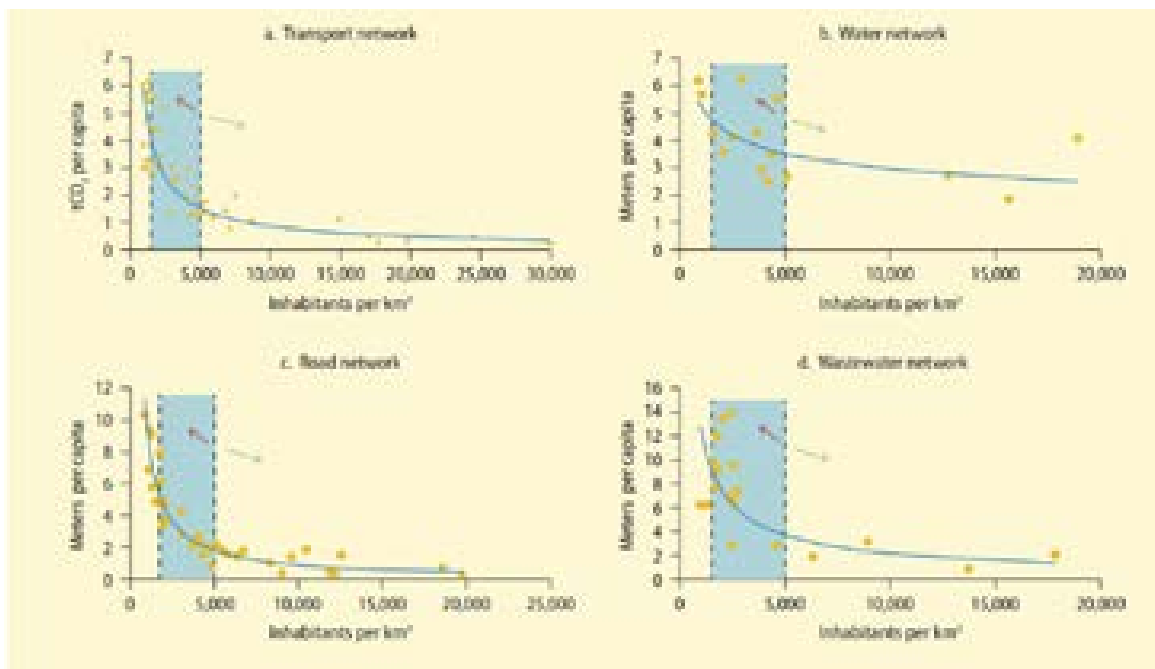 a. Transport network
7
6
5
4
3
2
1
0
tCO₂ per capita
0 5,000 10,000 15,000 20,000 25,000 30,000
Inhabitants per km²
b. Water network
7
6
5
4
3
2
1
0
Meters per capita
0 5,000 10,000 15,000 20,000
Inhabitants per km²
c. Road network
12
10
8
6
4
2
0
Meters per capita
0 5,000 10,000 15,000 20,000 25,000
Inhabitants per km²
d. Wastewater network
16
14
12
10
8
6
4
2
0
Meters per capita
0 5,000 10,000 15,000 20,000
Inhabitants per km²